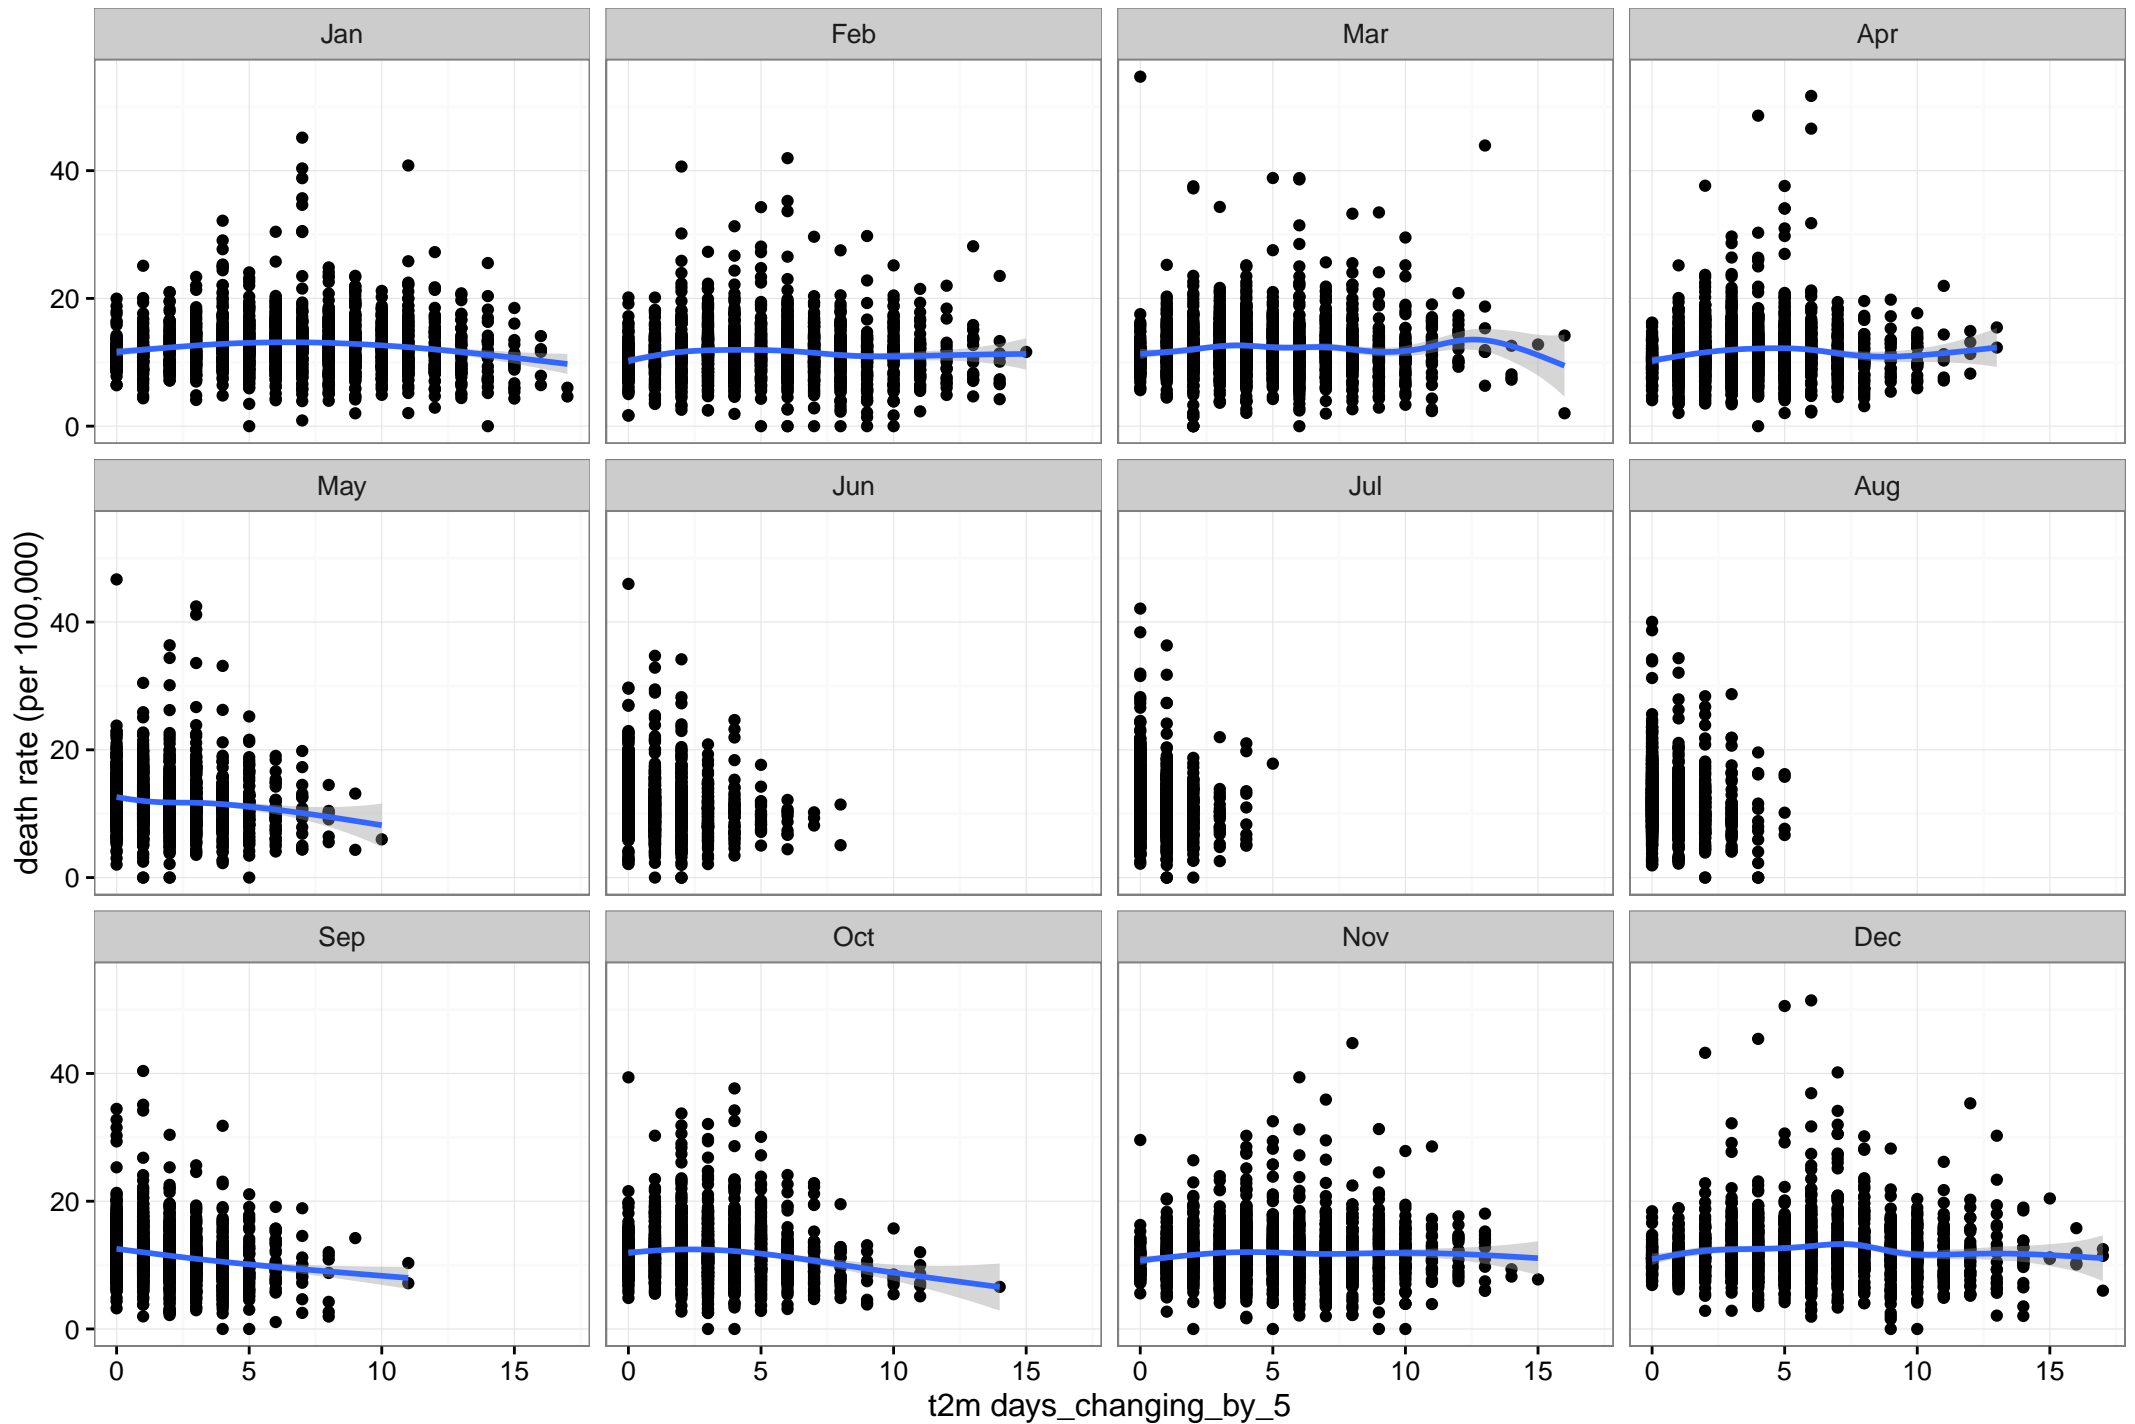 Jan Feb Mar Apr
40
20
0
May Jun Jul Aug
40
20
0
death rate (per 100,000)
Sep Oct Nov Dec
40
20
0
0 5 10 15 0 5 10 15 0 5 10 15 0 5 10 15
t2m days_changing_by_5